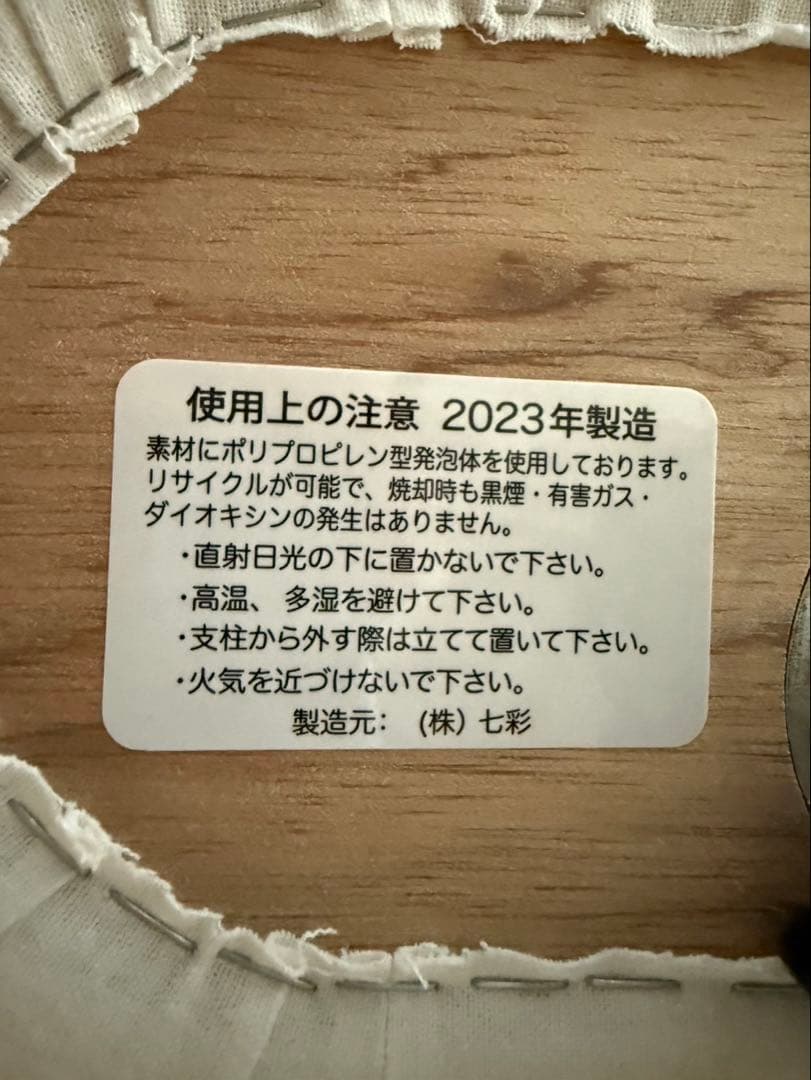 使用上の注意 2023年製造
素材にポリプロピレン型発泡体を使用しております。
リサイクルが可能で、焼却時も黒煙・有害ガス・
ダイオキシンの発生はありません。
・直射日光の下に置かないで下さい。
・高温、多湿を避けて下さい。
・支柱から外す際は立てて置いて下さい。
・火気を近づけないで下さい。
製造元： (株) 七彩